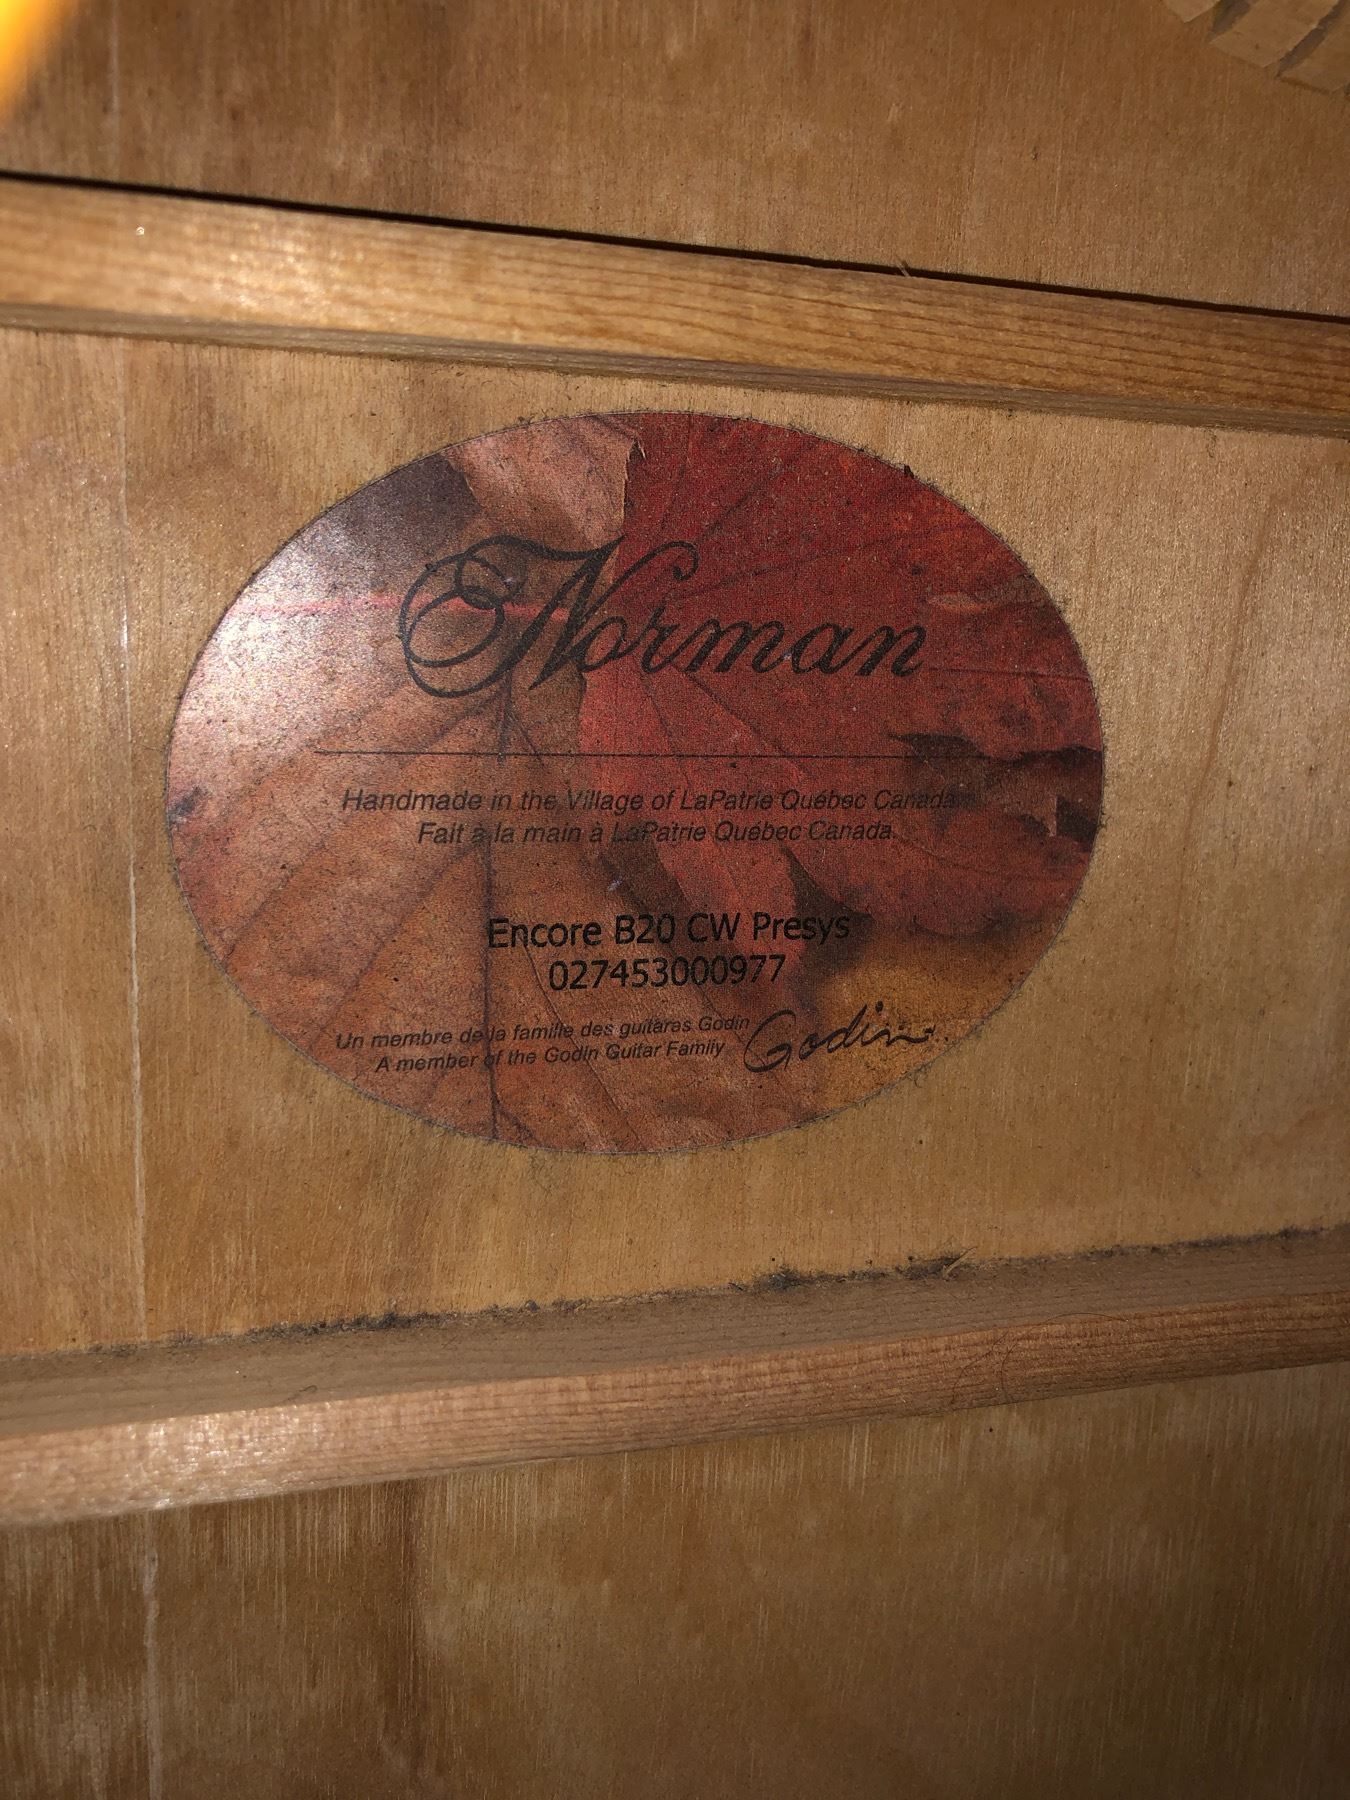 Norman
Handmade in the Village of LaPatrie Québec Canada
Fait à la main à LaPatrie Québec Canada.
Encore B20 CW Presys
027453000977
Un membre de la famille des guitaras Godin
A member of the Godin Guitar Family
Godin